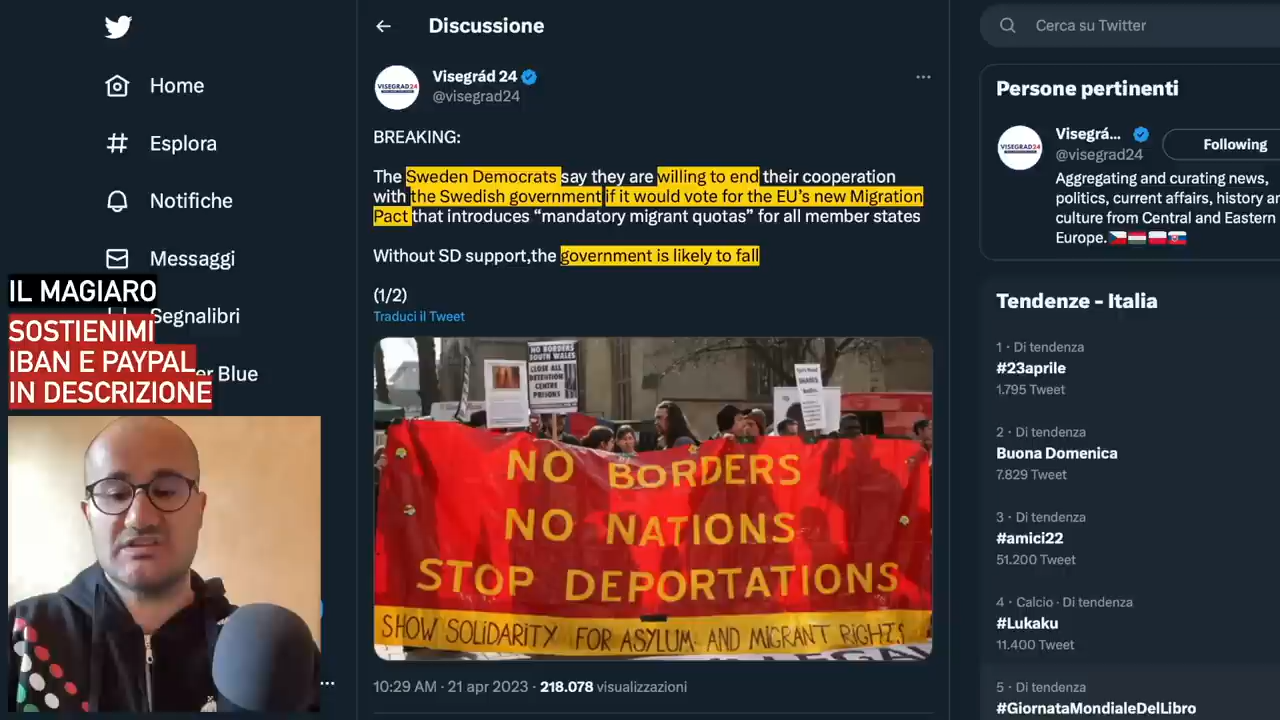 Home
Esplora
Notifiche
Messaggi
Segnalibri
er Blue
IL MAGIARO
SOSTIENIMI
IBAN E PAYPAL
IN DESCRIZIONE
Discussione
Visegrád 24
@visegrad24
BREAKING:
The Sweden Democrats say they are willing to end their cooperation
with the Swedish government if it would vote for the EU’s new Migration
Pact that introduces “mandatory migrant quotas” for all member states
Without SD support,the government is likely to fall
(1/2)
Traduci il Tweet
VISEGRAD24
NO BORDERS
SOUTH WALES
CLOSE ALL
DETENTION
CENTRE
PRISONS
NO BORDERS
NO NATIONS
STOP DEPORTATIONS
SHOW SOLIDARITY FOR ASYLUM AND MIGRANT RIGHTS
10:29 AM · 21 apr 2023 · 218.078 visualizzazioni
Cerca su Twitter
Persone pertinenti
VISEGRAD24
Visegrá...
@visegrad24
Following
Aggregating and curating news,
politics, current affairs, history an
culture from Central and Eastern
Europe.
Tendenze - Italia
1 · Di tendenza
#23aprile
1.795 Tweet
2 · Di tendenza
Buona Domenica
7.829 Tweet
3 · Di tendenza
#amici22
51.200 Tweet
4 · Calcio · Di tendenza
#Lukaku
11.400 Tweet
5 · Di tendenza
#GiornataMondialeDelLibro